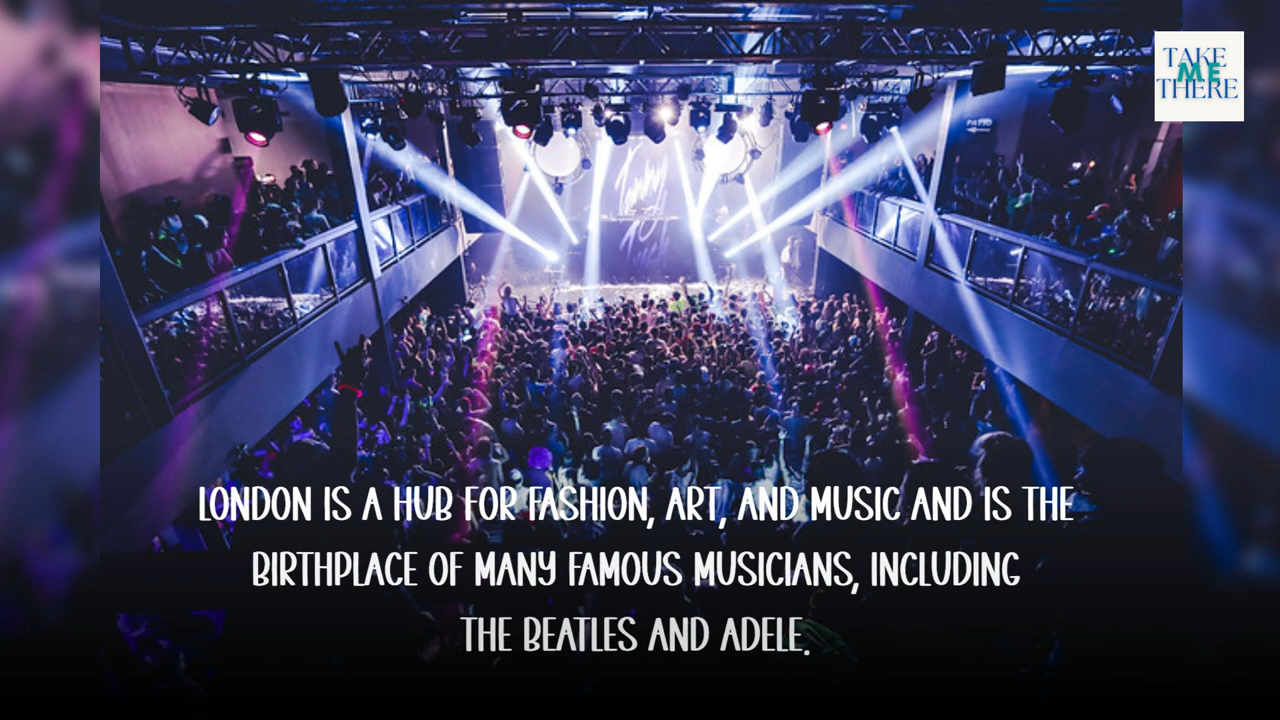 TAKE
ME
THERE
PATIO
LONDON IS A HUB FOR FASHION, ART, AND MUSIC AND IS THE
BIRTHPLACE OF MANY FAMOUS MUSICIANS, INCLUDING
THE BEATLES AND ADELE.